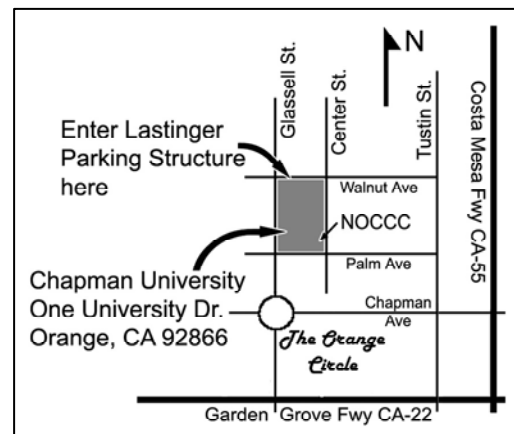 N
Glassell St.
Center St.
Tustin St.
Costa Mesa Fwy CA-55
Enter Lastinger
Parking Structure
here
Walnut Ave
NOCCC
Palm Ave
Chapman University
One University Dr.
Orange, CA 92866
Chapman
Ave
The Orange
Circle
Garden Grove Fwy CA-22